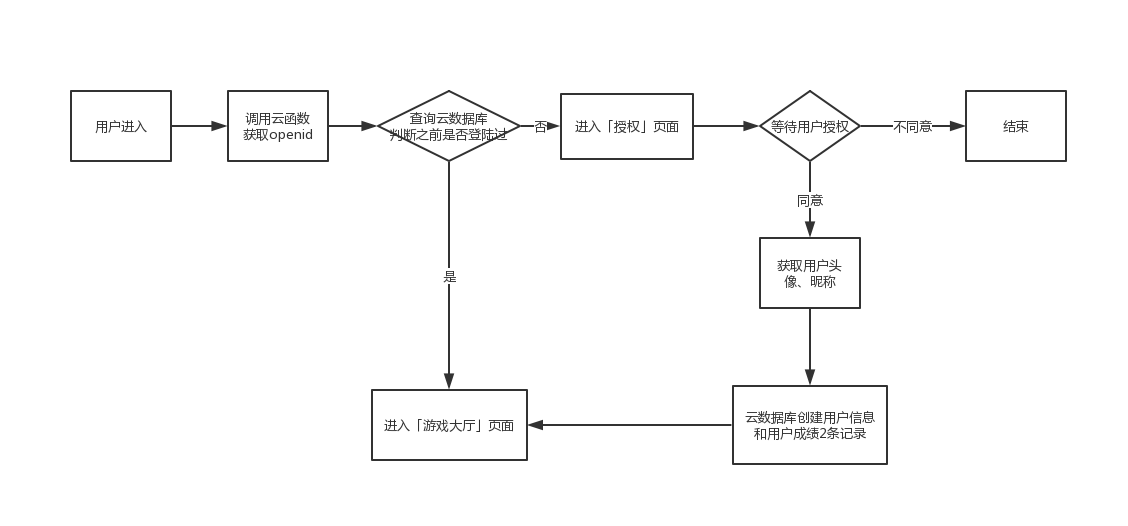 用户进入
调用云函数
获取openid
查询云数据库
判断之前是否登陆过
否
进入「授权」页面
等待用户授权
不同意
结束
同意
获取用户头
像、昵称
是
进入「游戏大厅」页面
云数据库创建用户信息
和用户成绩2条记录